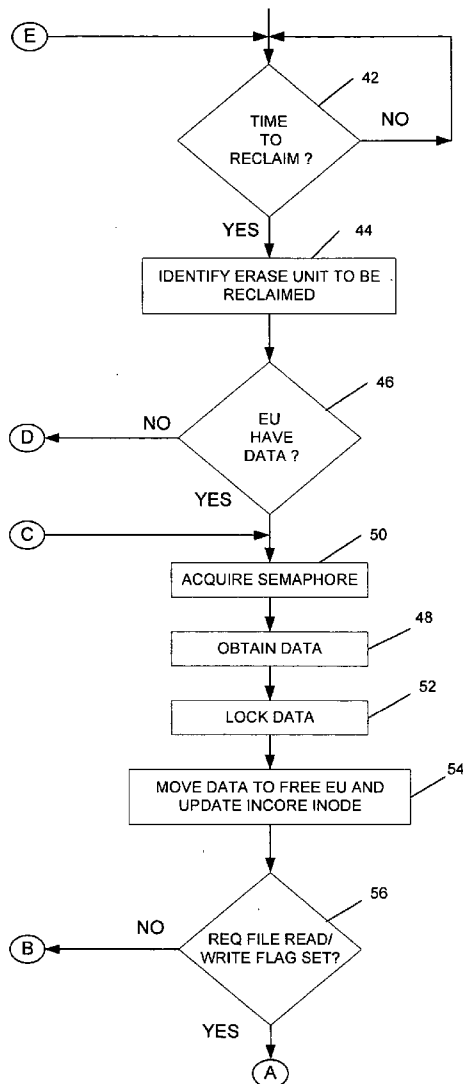 E
42
TIME
TO
RECLAIM ?
NO
YES
44
IDENTIFY ERASE UNIT TO BE
RECLAIMED
46
NO
EU
HAVE
DATA ?
D
YES
C
50
ACQUIRE SEMAPHORE
48
OBTAIN DATA
52
LOCK DATA
54
MOVE DATA TO FREE EU AND
UPDATE INCORE INODE
56
NO
REQ FILE READ/
WRITE FLAG SET?
B
YES
A